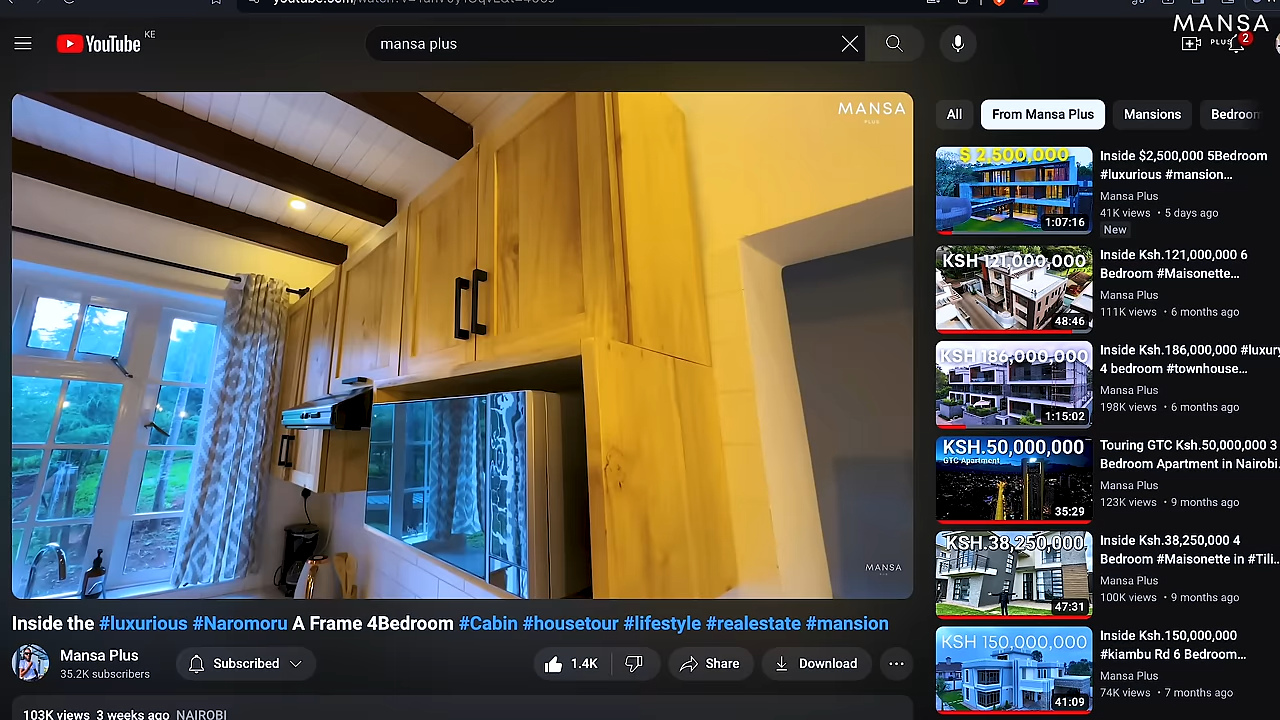 YouTube KE
mansa plus
MANSA
PLUS
2
MANSA
PLUS
MANSA
All
From Mansa Plus
Mansions
Bedroom
$ 2,500,000
1:07:16
Inside $2,500,000 5Bedroom
#luxurious #mansion…
Mansa Plus
41K views • 5 days ago
New
KSH 121,000,000
48:46
Inside Ksh.121,000,000 6
Bedroom #Maisonette…
Mansa Plus
111K views • 6 months ago
KSH.186,000,000
1:15:02
Inside Ksh.186,000,000 #luxury
4 bedroom #townhouse…
Mansa Plus
198K views • 6 months ago
KSH.50,000,000
GTC Apartment
35:29
Touring GTC Ksh.50,000,000 3
Bedroom Apartment in Nairobi…
Mansa Plus
123K views • 9 months ago
KSH.38,250,000
47:31
Inside Ksh.38,250,000 4
Bedroom #Maisonette in #Tili…
Mansa Plus
100K views • 9 months ago
KSH 150,000,000
41:09
Inside Ksh.150,000,000
#kiambu Rd 6 Bedroom…
Mansa Plus
74K views • 7 months ago
Inside the #luxurious #Naromoru A Frame 4Bedroom #Cabin #housetour #lifestyle #realestate #mansion
Mansa Plus
35.2K subscribers
Subscribed
1.4K
Share
Download
103K views 3 weeks ago NAIROBI